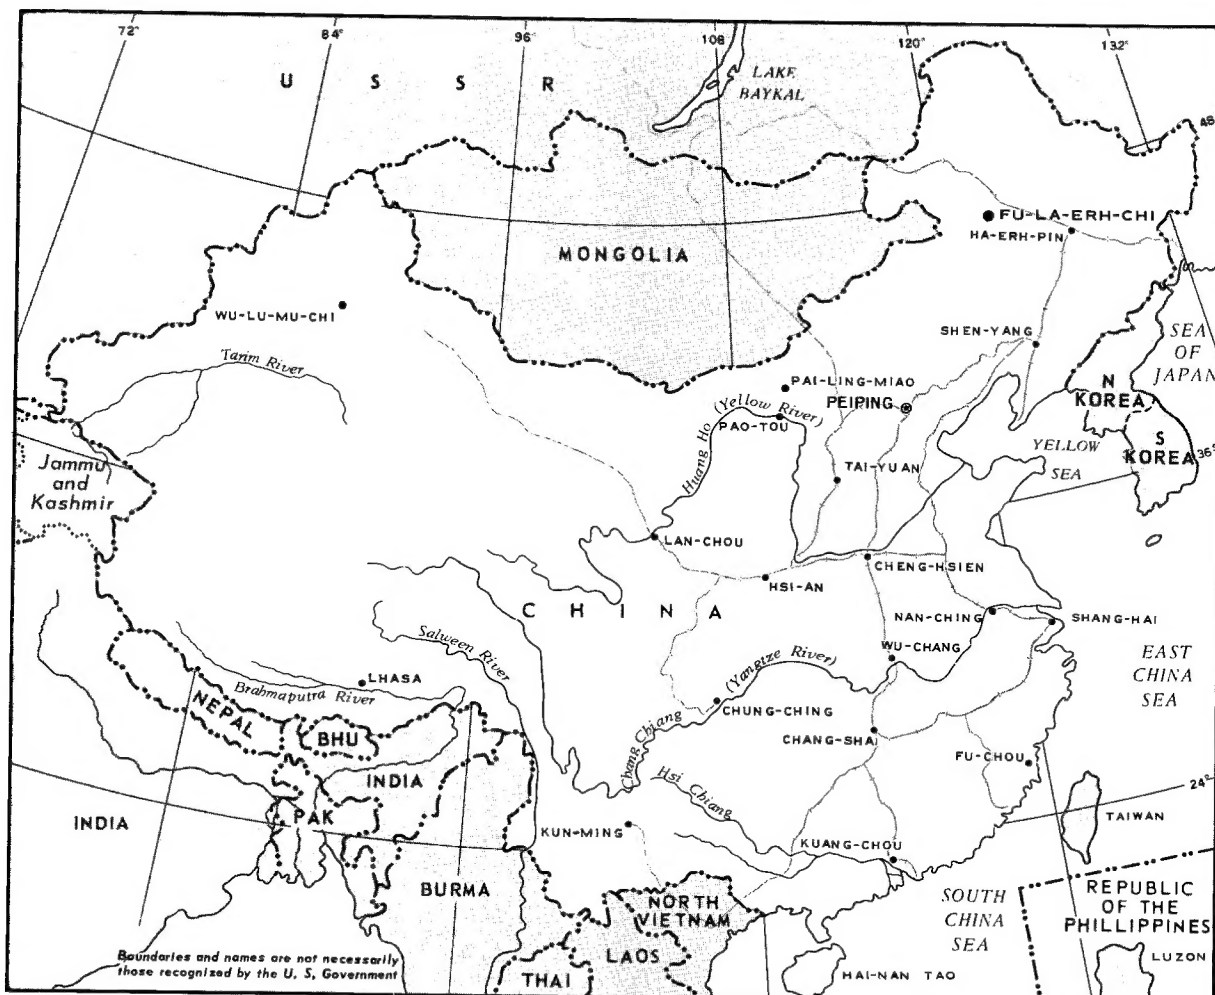 72°
84°
96°
108
120°
132°
U S S R
LAKE
BAYKAL
48
FU-LA-ERH-CHI
HA-ERH-PIN
MONGOLIA
WU-LU-MU-CHI
SHEN-YANG
SEA
OF
JAPAN
Tarim River
PAI-LING-MIAO
PEIPING
N
KOREA
Huang Ho (Yellow River)
PAO-TOU
S
KOREA
36°
YELLOW
SEA
TAI-YUAN
Jammu
and
Kashmir
LAN-CHOU
CHENG-HSIEN
HSI-AN
C H I N A
NAN-CHING
SHANG-HAI
Salween River
WU-CHANG
EAST
CHINA
SEA
LHASA
Brahmaputra River
Chang Chiang (Yangize River)
CHUNG-CHING
NEPAL
BHU
CHANG-SHA
FU-CHOU
INDIA
Hsi Chiang
24°
INDIA
PAK
KUN-MING
KUANG-CHOU
TAIWAN
BURMA
NORTH
VIETNAM
SOUTH
CHINA
SEA
REPUBLIC
OF THE
PHILLIPPINES
LAOS
THAI
HAI-NAN TAO
LUZON
Boundaries and names are not necessarily
those recognized by the U. S. Government